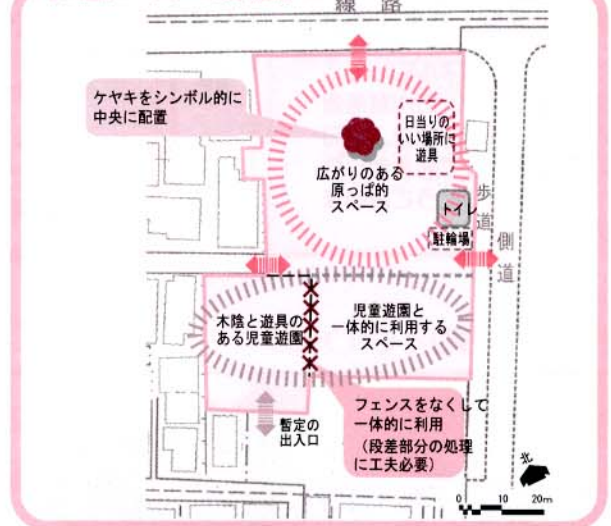 線路
ケヤキをシンボル的に
中央に配置
日当りの
いい場所に
遊具
広がりのある
原っぱ的
スペース
トイレ
駐輪場
歩道
側道
木陰と遊具の
ある児童遊園
児童遊園と
一体的に利用する
スペース
暫定の
出入口
フェンスをなくして
一体的に利用
(段差部分の処理
に工夫必要)
北
0 10 20m